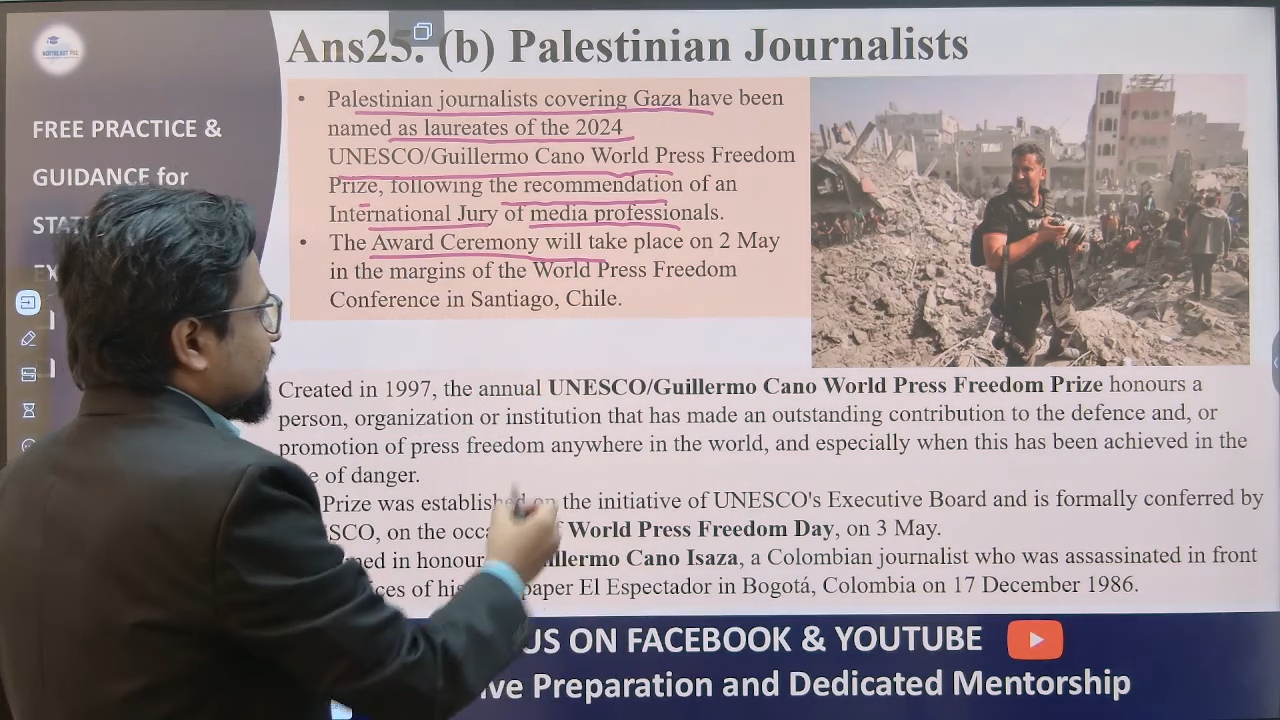 Ans25. (b) Palestinian Journalists
FREE PRACTICE &
GUIDANCE for
• Palestinian journalists covering Gaza have been
named as laureates of the 2024
UNESCO/Guillermo Cano World Press Freedom
Prize, following the recommendation of an
International Jury of media professionals.
• The Award Ceremony will take place on 2 May
in the margins of the World Press Freedom
Conference in Santiago, Chile.
Created in 1997, the annual UNESCO/Guillermo Cano World Press Freedom Prize honours a
person, organization or institution that has made an outstanding contribution to the defence and, or
promotion of press freedom anywhere in the world, and especially when this has been achieved in the
of danger.
Prize was established on the initiative of UNESCO's Executive Board and is formally conferred by
on the World Press Freedom Day, on 3 May.
in honour Cano Isaza, a Colombian journalist who was assassinated in front
of El Espectador in Bogotá, Colombia on 17 December 1986.
US ON FACEBOOK & YOUTUBE
Preparation and Dedicated Mentorship